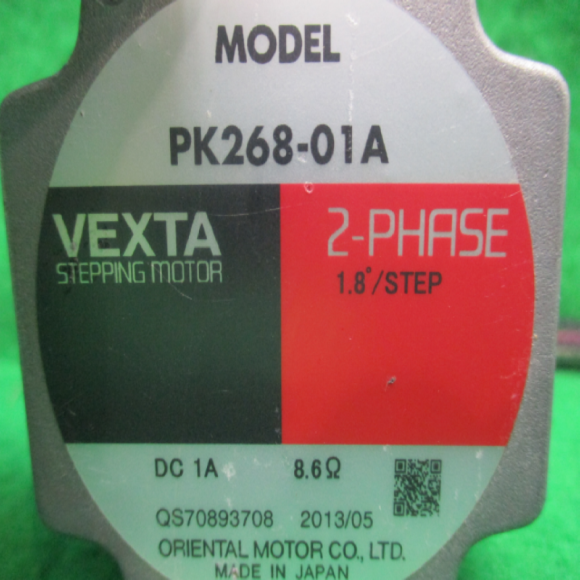 MODEL
PK268-01A
VEXTA
STEPPING MOTOR
2-PHASE
1.8°/STEP
DC 1A 8.6Ω
QS70893708 2013/05
ORIENTAL MOTOR CO., LTD.
MADE IN JAPAN